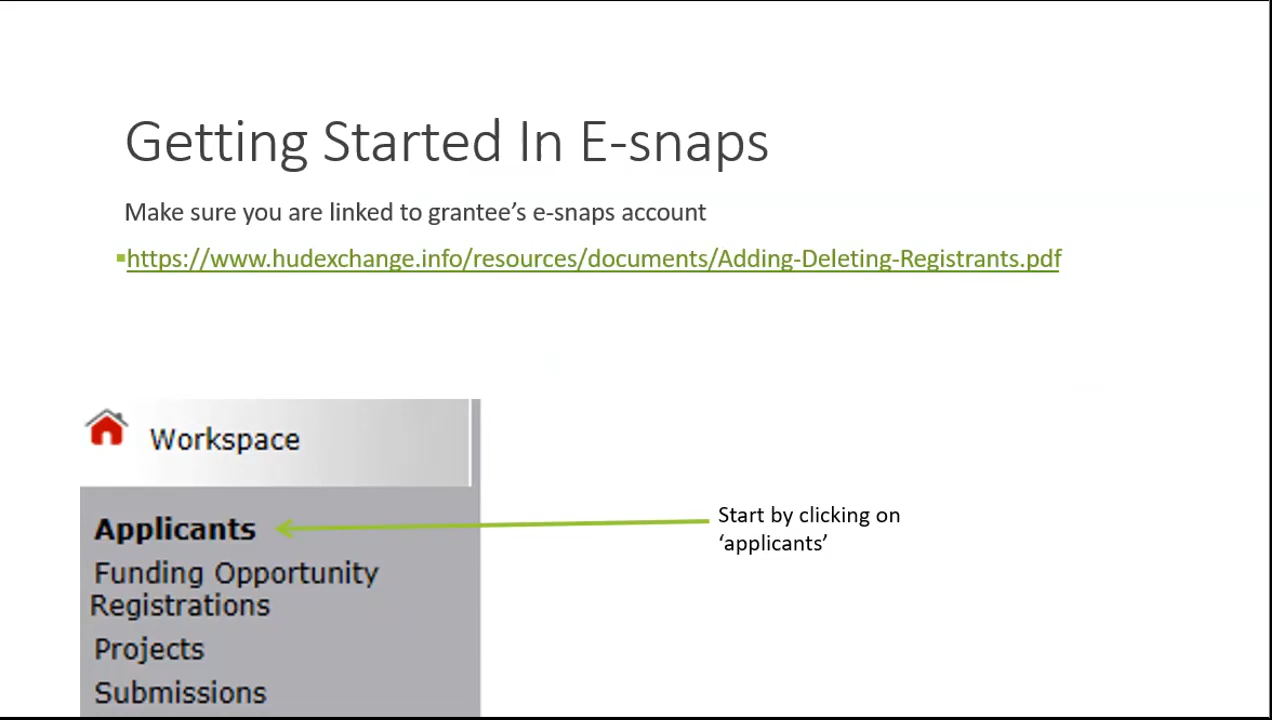 Getting Started In E-snaps
Make sure you are linked to grantee’s e-snaps account
https://www.hudexchange.info/resources/documents/Adding-Deleting-Registrants.pdf
Workspace
Applicants
Start by clicking on
‘applicants’
Funding Opportunity
Registrations
Projects
Submissions